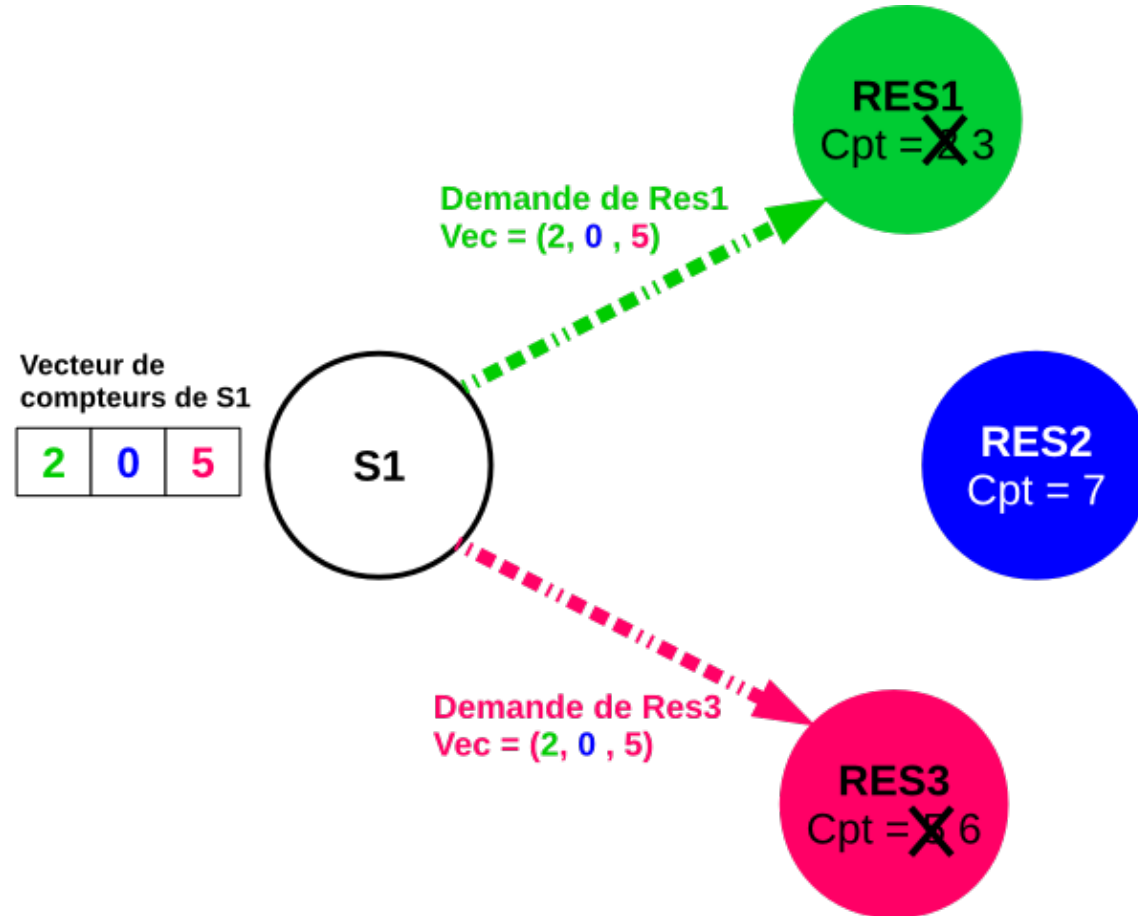 RES1
Cpt = 2 3
Demande de Res1
Vec = (2, 0 , 5)
Vecteur de
compteurs de S1
2 0 5
S1
RES2
Cpt = 7
Demande de Res3
Vec = (2, 0 , 5)
RES3
Cpt = 5 6